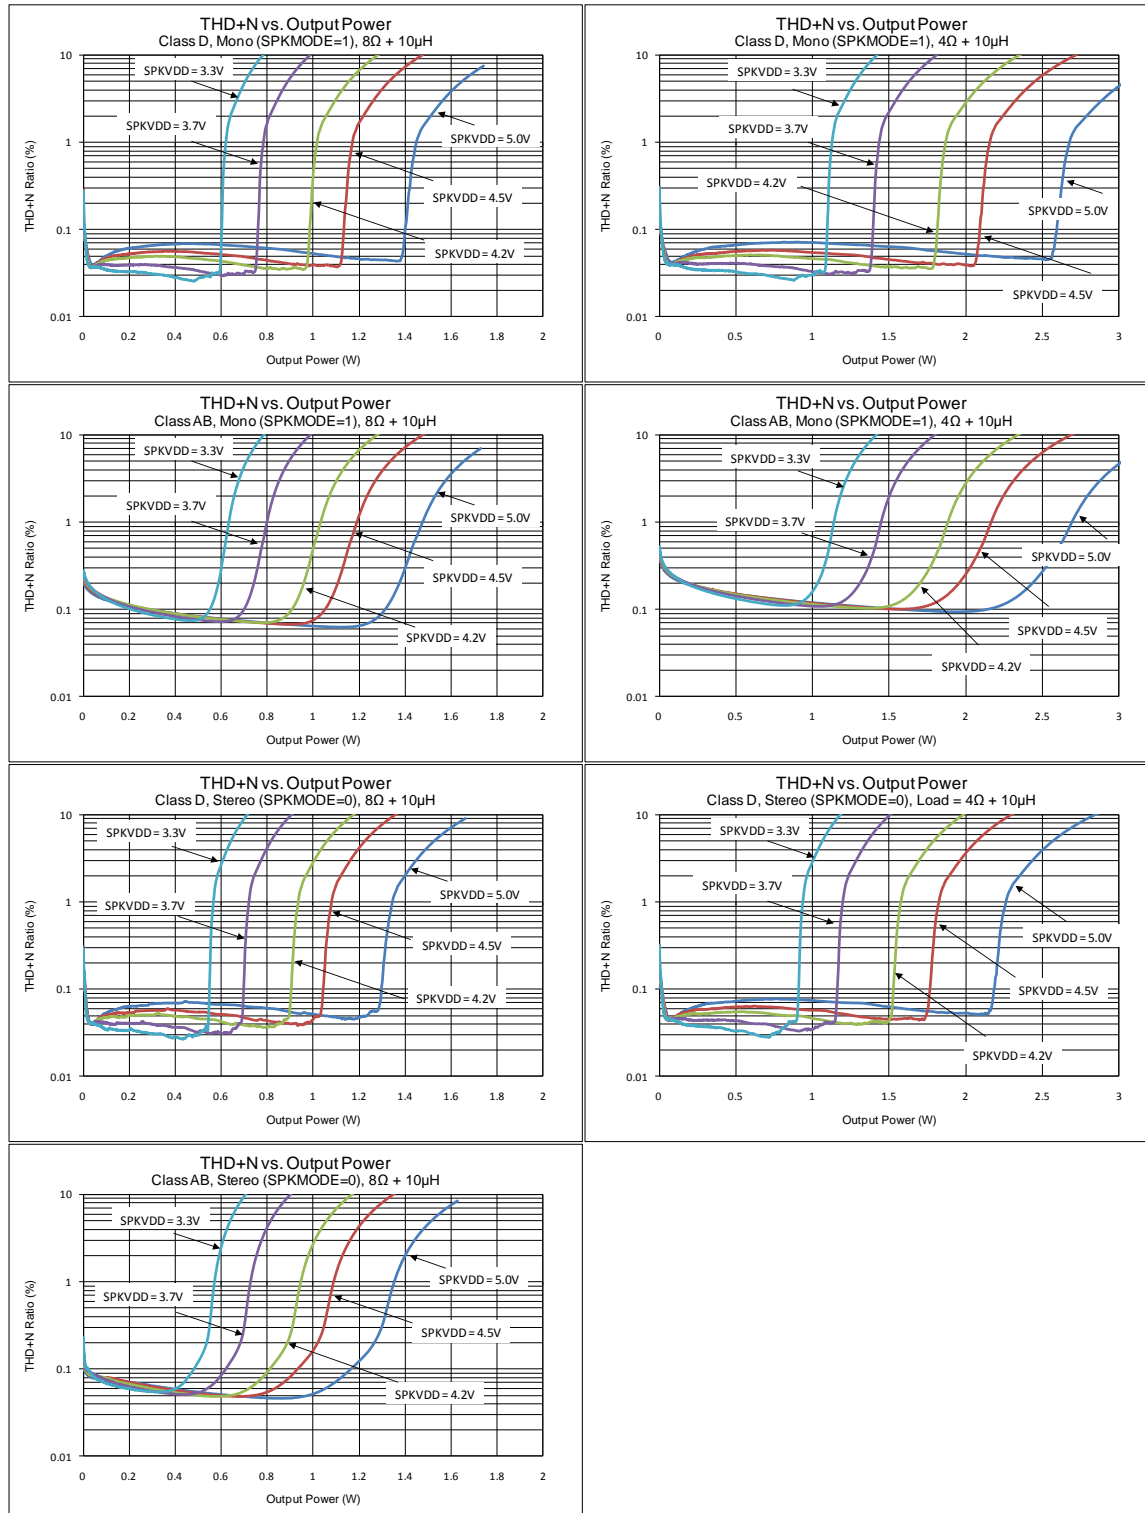 THD+N vs. Output Power
Class D, Mono (SPKMODE=1), 8Ω + 10µH
10
1
0.1
0.01
THD+N Ratio (%)
SPKVDD = 3.3V
SPKVDD = 3.7V
SPKVDD = 5.0V
SPKVDD = 4.5V
SPKVDD = 4.2V
0 0.2 0.4 0.6 0.8 1 1.2 1.4 1.6 1.8 2
Output Power (W)
THD+N vs. Output Power
Class D, Mono (SPKMODE=1), 4Ω + 10µH
10
1
0.1
0.01
THD+N Ratio (%)
SPKVDD = 3.3V
SPKVDD = 3.7V
SPKVDD = 4.2V
SPKVDD = 5.0V
SPKVDD = 4.5V
0 0.5 1 1.5 2 2.5 3
Output Power (W)
THD+N vs. Output Power
Class AB, Mono (SPKMODE=1), 8Ω + 10µH
10
1
0.1
0.01
THD+N Ratio (%)
SPKVDD = 3.3V
SPKVDD = 3.7V
SPKVDD = 5.0V
SPKVDD = 4.5V
SPKVDD = 4.2V
0 0.2 0.4 0.6 0.8 1 1.2 1.4 1.6 1.8 2
Output Power (W)
THD+N vs. Output Power
Class AB, Mono (SPKMODE=1), 4Ω + 10µH
10
1
0.1
0.01
THD+N Ratio (%)
SPKVDD = 3.3V
SPKVDD = 3.7V
SPKVDD = 5.0V
SPKVDD = 4.5V
SPKVDD = 4.2V
0 0.5 1 1.5 2 2.5 3
Output Power (W)
THD+N vs. Output Power
Class D, Stereo (SPKMODE=0), 8Ω + 10µH
10
1
0.1
0.01
THD+N Ratio (%)
SPKVDD = 3.3V
SPKVDD = 3.7V
SPKVDD = 5.0V
SPKVDD = 4.5V
SPKVDD = 4.2V
0 0.2 0.4 0.6 0.8 1 1.2 1.4 1.6 1.8 2
Output Power (W)
THD+N vs. Output Power
Class D, Stereo (SPKMODE=0), Load = 4Ω + 10µH
10
1
0.1
0.01
THD+N Ratio (%)
SPKVDD = 3.3V
SPKVDD = 3.7V
SPKVDD = 5.0V
SPKVDD = 4.5V
SPKVDD = 4.2V
0 0.5 1 1.5 2 2.5 3
Output Power (W)
THD+N vs. Output Power
Class AB, Stereo (SPKMODE=0), 8Ω + 10µH
10
1
0.1
0.01
THD+N Ratio (%)
SPKVDD = 3.3V
SPKVDD = 3.7V
SPKVDD = 5.0V
SPKVDD = 4.5V
SPKVDD = 4.2V
0 0.2 0.4 0.6 0.8 1 1.2 1.4 1.6 1.8 2
Output Power (W)